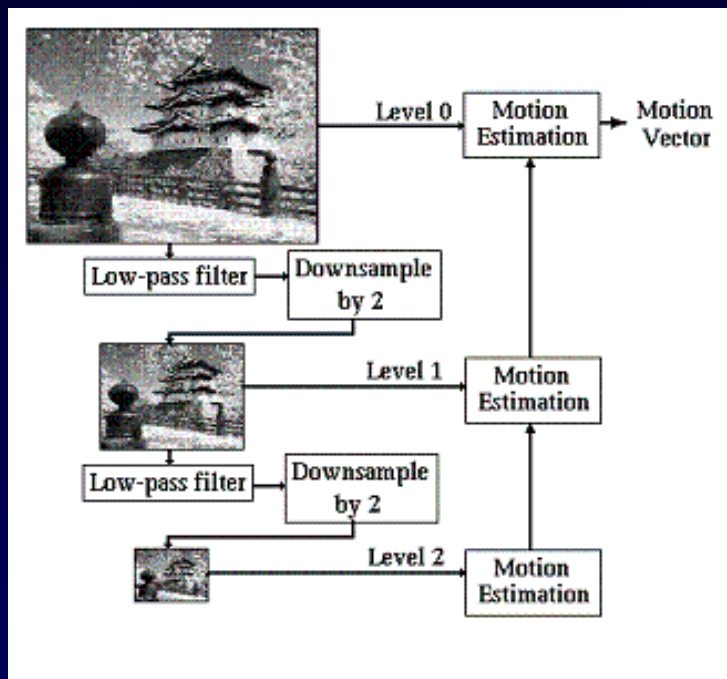 Level 0
Motion
Estimation
Motion
Vector
Low-pass filter
Downsample
by 2
Level 1
Motion
Estimation
Low-pass filter
Downsample
by 2
Level 2
Motion
Estimation